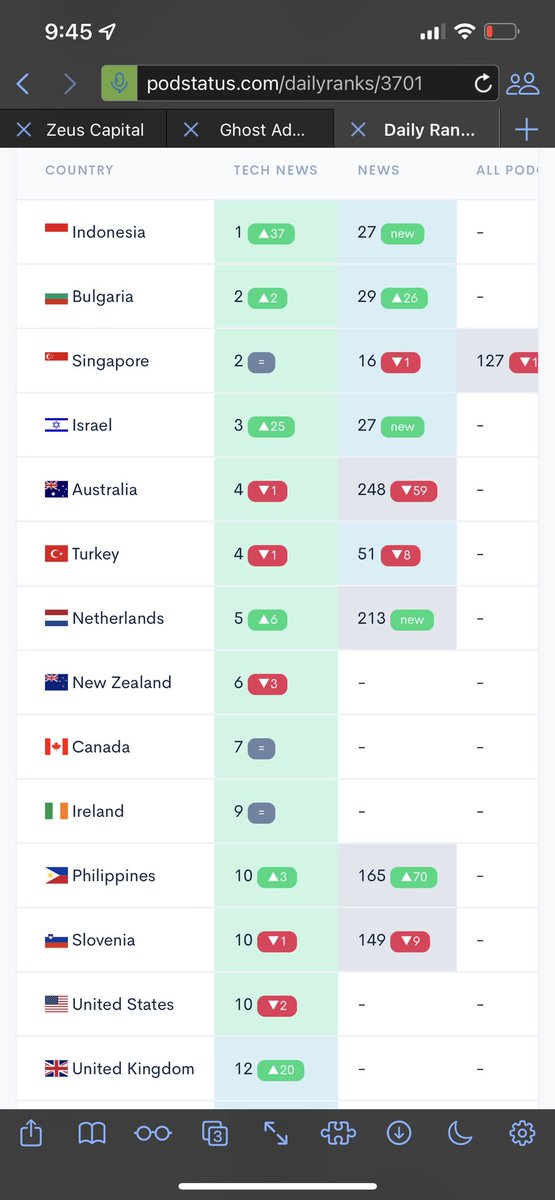 9:45
podstatus.com/dailyranks/3701
Zeus Capital Ghost Ad... Daily Ran...
COUNTRY TECH NEWS NEWS ALL POD
Indonesia 1 ▲37 27 new -
Bulgaria 2 ▲2 29 ▲26 -
Singapore 2 = 16 ▼1 127 ▼1
Israel 3 ▲25 27 new -
Australia 4 ▼1 248 ▼59 -
Turkey 4 ▼1 51 ▼8 -
Netherlands 5 ▲6 213 new -
New Zealand 6 ▼3 - -
Canada 7 = - -
Ireland 9 = - -
Philippines 10 ▲3 165 ▲70 -
Slovenia 10 ▼1 149 ▼9 -
United States 10 ▼2 - -
United Kingdom 12 ▲20 - -
3